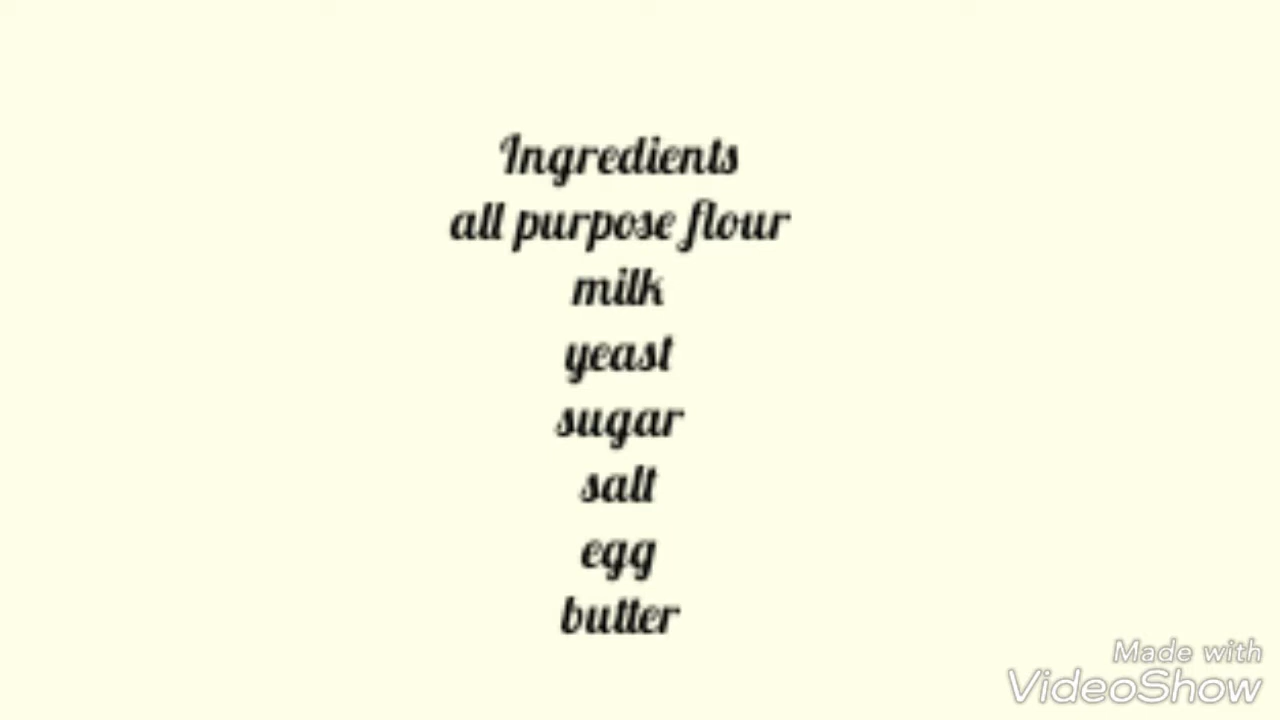 Ingredients
all purpose flour
milk
yeast
sugar
salt
egg
butter
Made with
VideoShow